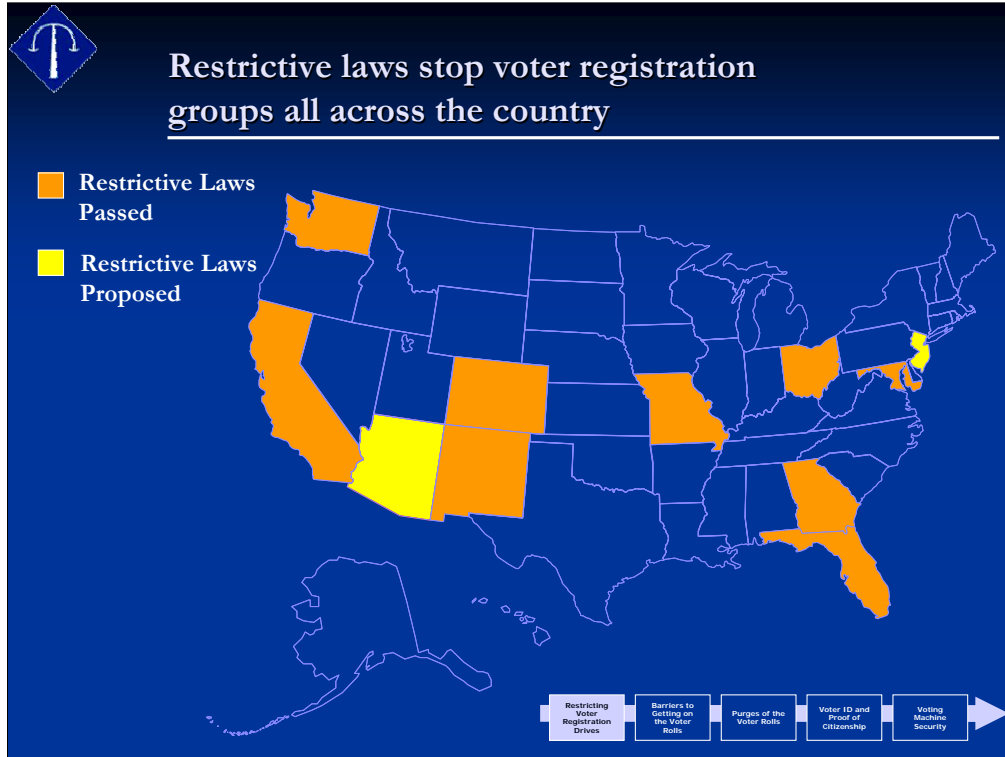 Restrictive laws stop voter registration
groups all across the country
Restrictive Laws
Passed
Restrictive Laws
Proposed
Restricting
Voter
Registration
Drives
Barriers to
Getting on
the Voter
Rolls
Purges of the
Voter Rolls
Voter ID and
Proof of
Citizenship
Voting
Machine
Security